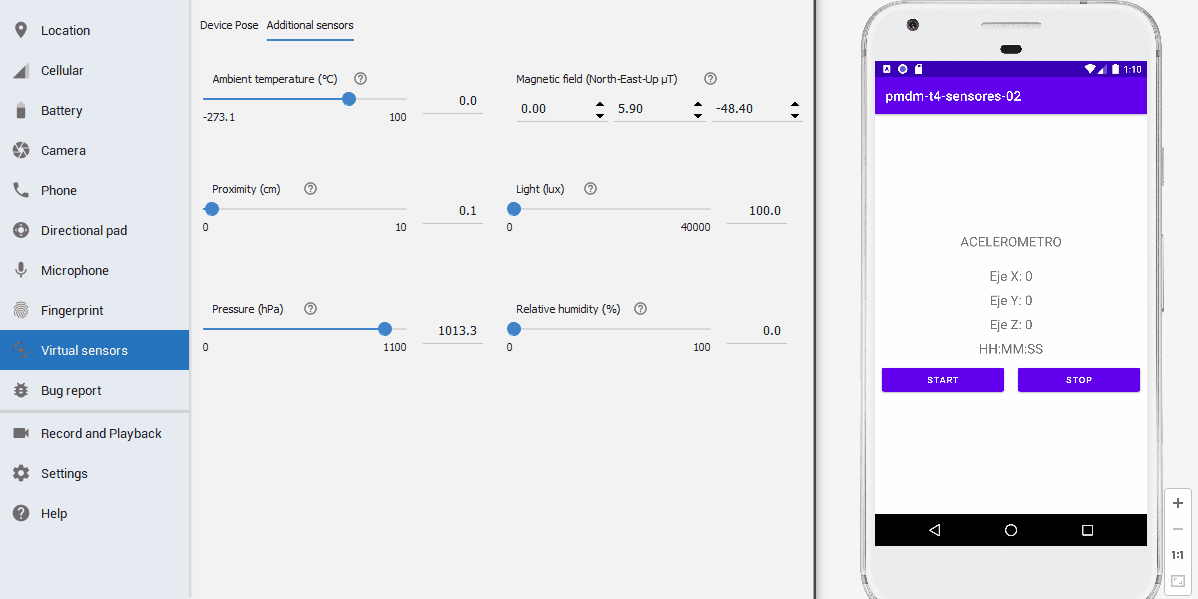 Location
Cellular
Battery
Camera
Phone
Directional pad
Microphone
Fingerprint
Virtual sensors
Bug report
Record and Playback
Settings
Help
Device Pose Additional sensors
Ambient temperature (°C) ?
0.0
-273.1 100
Magnetic field (North-East-Up μT) ?
0.00 5.90 -48.40
Proximity (cm) ?
0.1
0 10
Light (lux) ?
100.0
0 40000
Pressure (hPa) ?
1013.3
0 1100
Relative humidity (%) ?
0.0
0 100
A 1:10
pmdm-t4-sensores-02
ACELEROMETRO
Eje X: 0
Eje Y: 0
Eje Z: 0
HH:MM:SS
START STOP
+
−
1:1